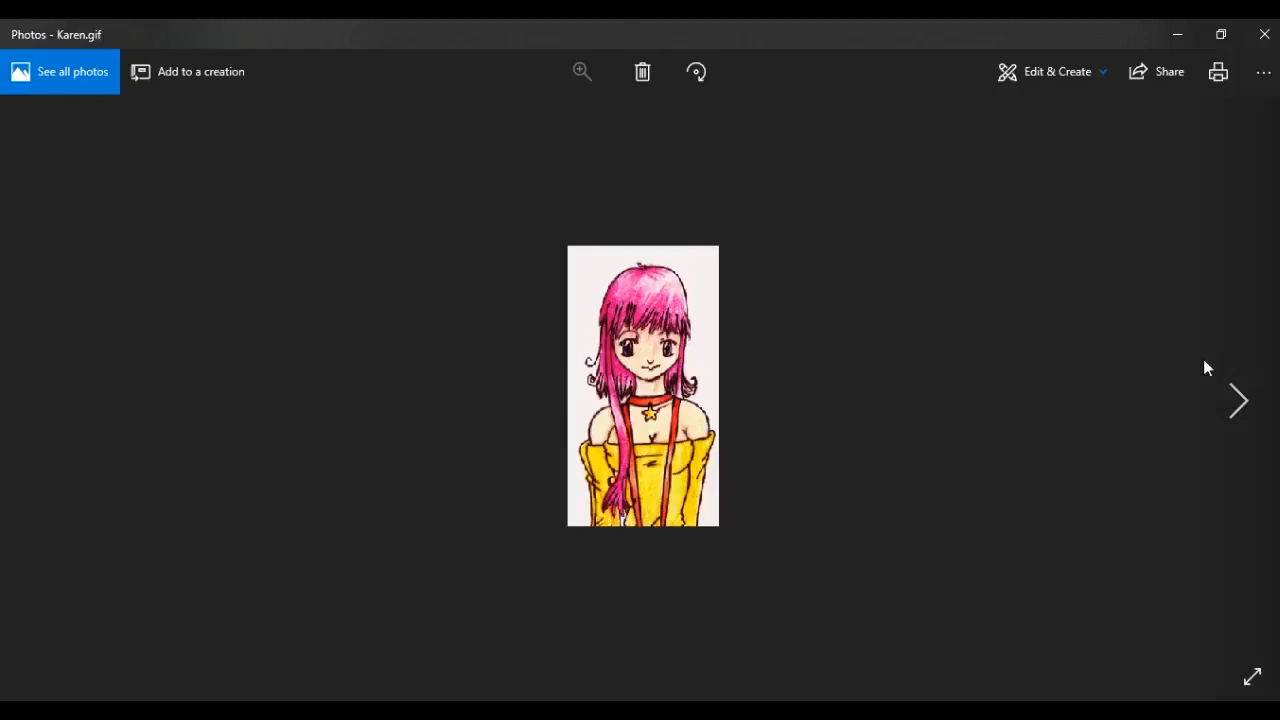 Photos - Karen.gif
See all photos
Add to a creation
Edit & Create
Share